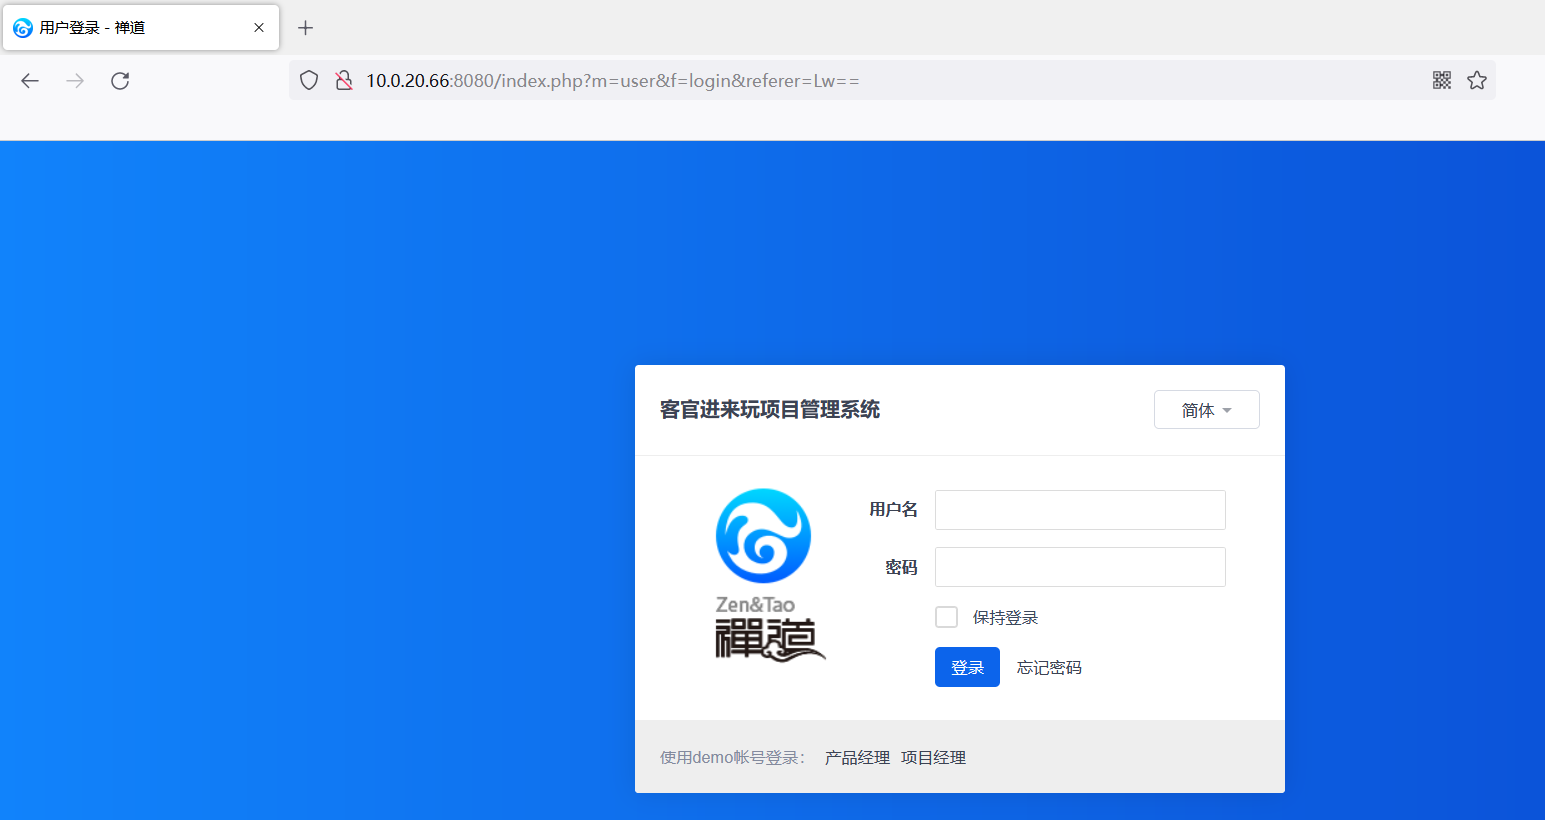 用户登录 - 禅道
10.0.20.66:8080/index.php?m=user&f=login&referer=Lw==
客官进来玩项目管理系统
简体
Zen&Tao
禪道
用户名
密码
保持登录
登录 忘记密码
使用demo帐号登录： 产品经理 项目经理